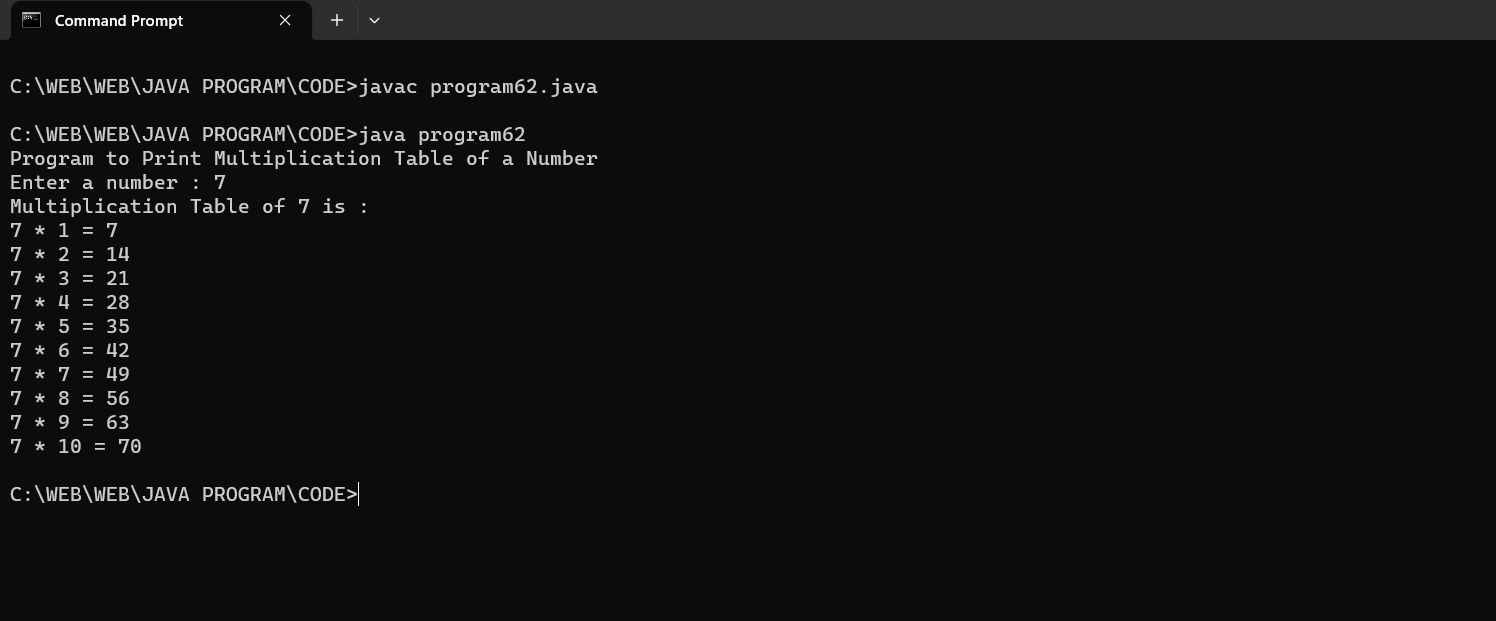 Command Prompt
C:\WEB\WEB\JAVA PROGRAM\CODE>javac program62.java
C:\WEB\WEB\JAVA PROGRAM\CODE>java program62
Program to Print Multiplication Table of a Number
Enter a number : 7
Multiplication Table of 7 is :
7 * 1 = 7
7 * 2 = 14
7 * 3 = 21
7 * 4 = 28
7 * 5 = 35
7 * 6 = 42
7 * 7 = 49
7 * 8 = 56
7 * 9 = 63
7 * 10 = 70
C:\WEB\WEB\JAVA PROGRAM\CODE>